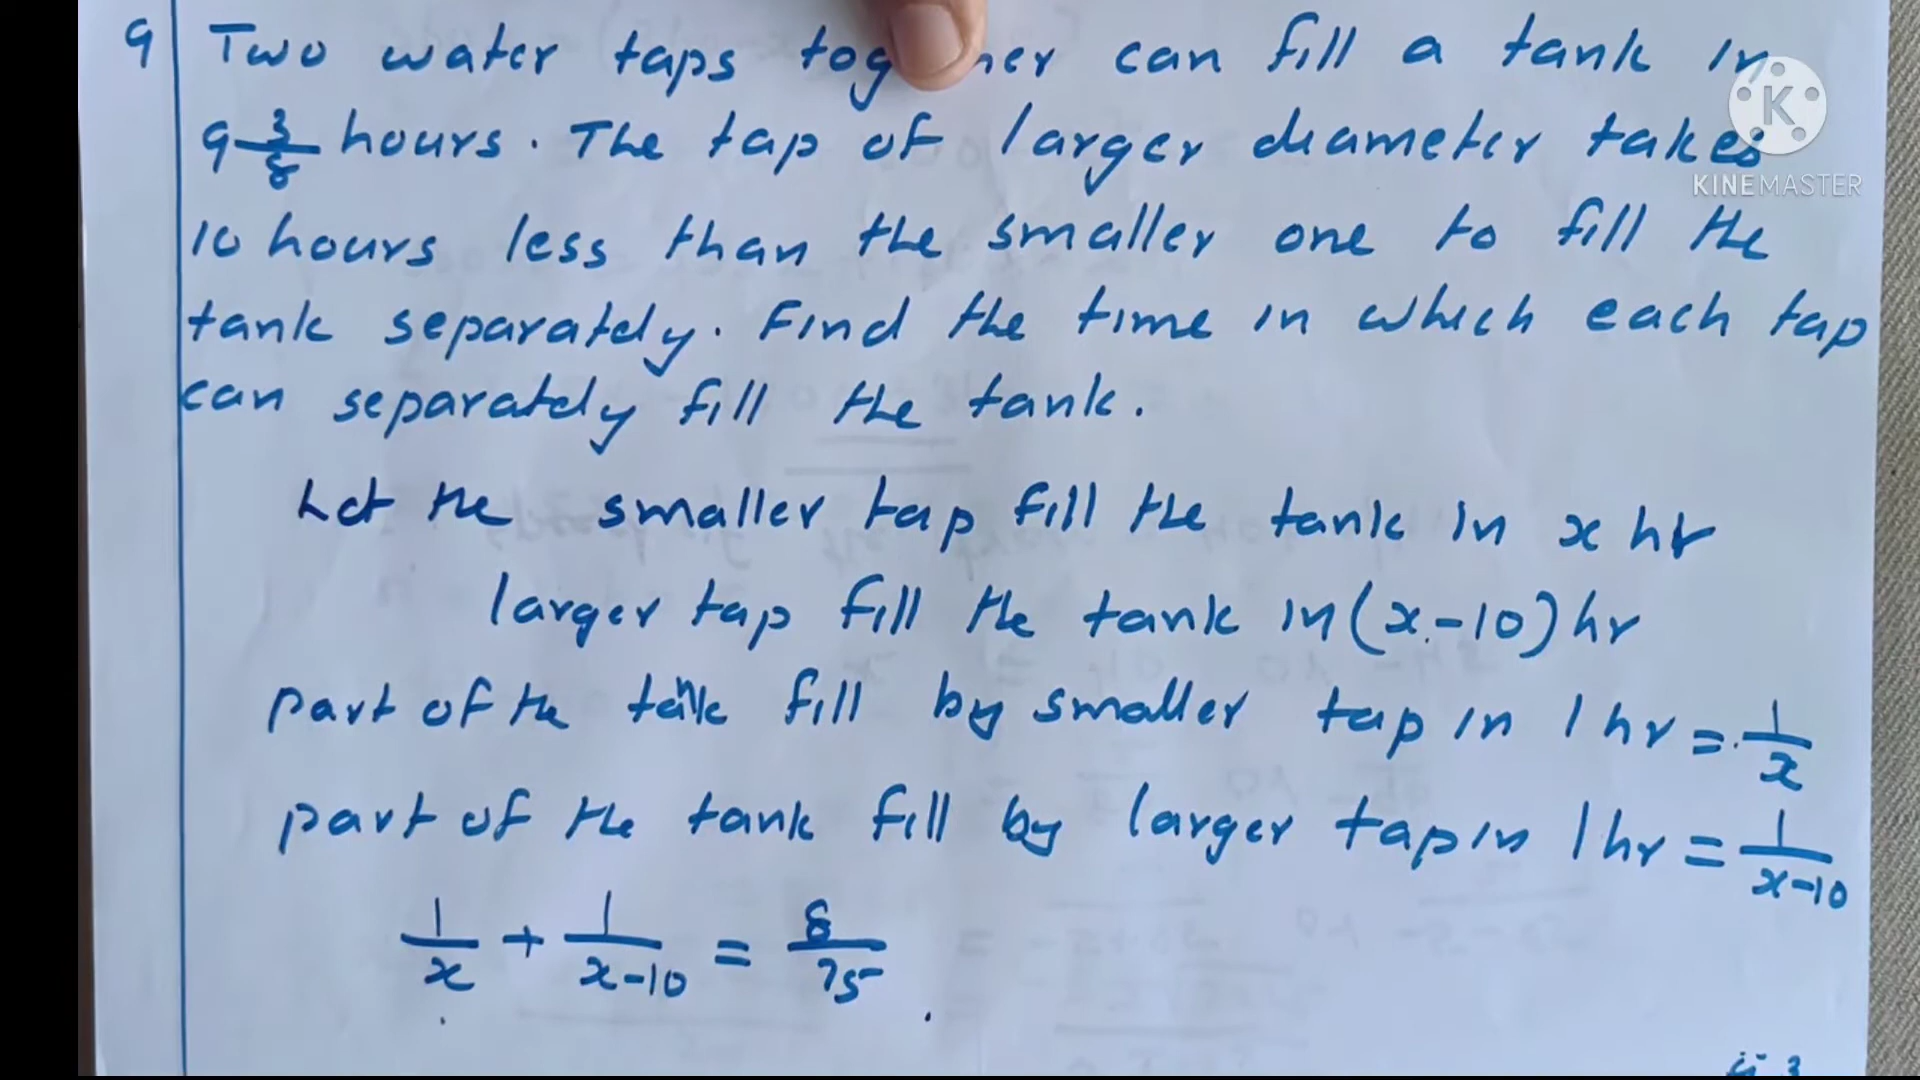 9 Two water taps together can fill a tank in
9 3/8 hours. The tap of larger diameter takes
10 hours less than the smaller one to fill the
tank separately. Find the time in which each tap
can separately fill the tank.
Let the smaller tap fill the tank in x hr
larger tap fill the tank in (x-10) hr
part of the tank fill by smaller tap in 1 hr = 1/x
part of the tank fill by larger tap in 1 hr = 1/x-10
1/x + 1/x-10 = 8/75
KINEMASTER